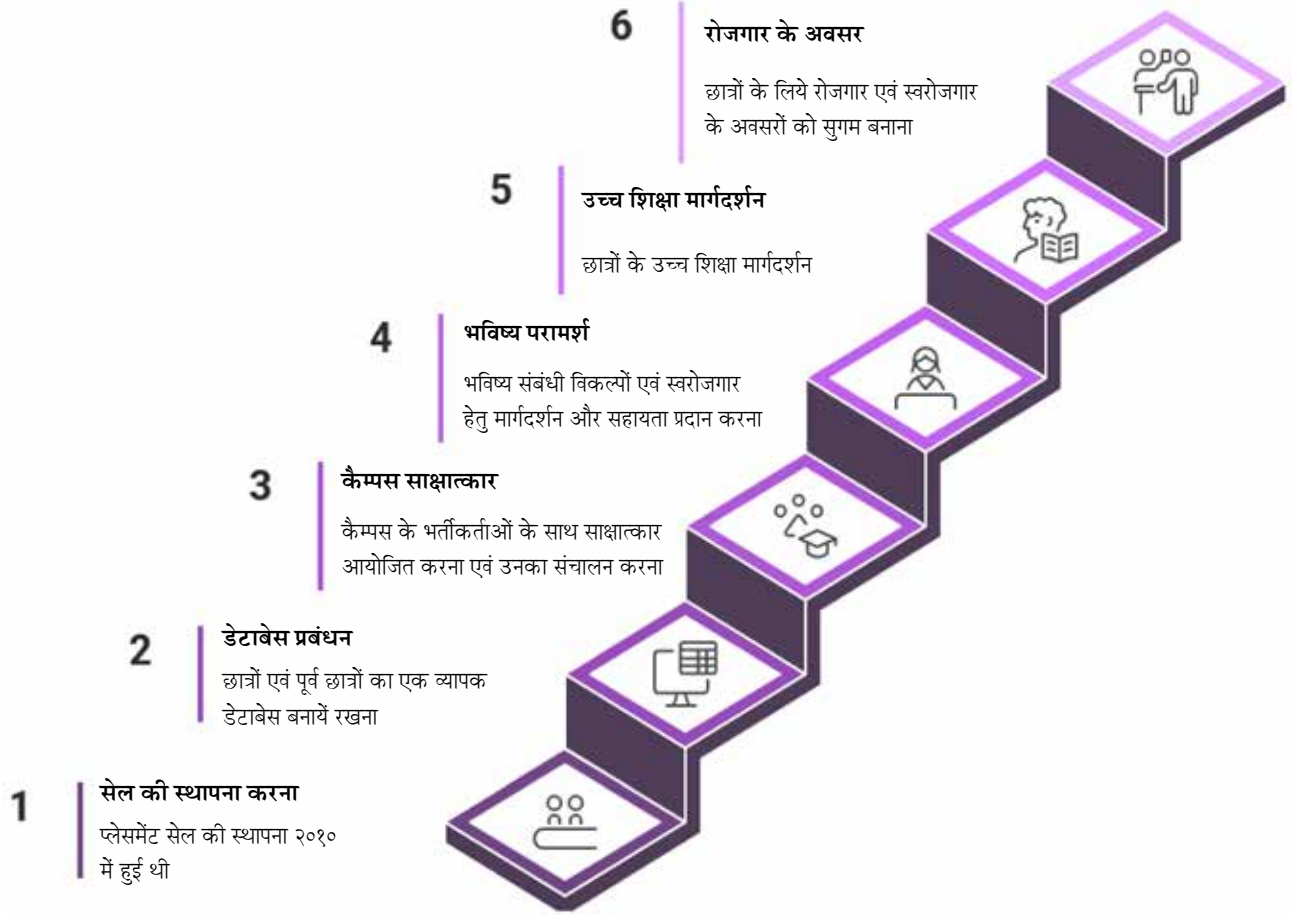 6
रोजगार के अवसर
छात्रों के लिये रोजगार एवं स्वरोजगार
के अवसरों को सुगम बनाना
5
उच्च शिक्षा मार्गदर्शन
छात्रों के उच्च शिक्षा मार्गदर्शन
4
भविष्य परामर्श
भविष्य संबंधी विकल्पों एवं स्वरोजगार
हेतु मार्गदर्शन और सहायता प्रदान करना
3
कैम्पस साक्षात्कार
कैम्पस के भर्तीकर्ताओं के साथ साक्षात्कार
आयोजित करना एवं उनका संचालन करना
2
डेटाबेस प्रबंधन
छात्रों एवं पूर्व छात्रों का एक व्यापक
डेटाबेस बनायें रखना
1
सेल की स्थापना करना
प्लेसमेंट सेल की स्थापना २०१०
में हुई थी